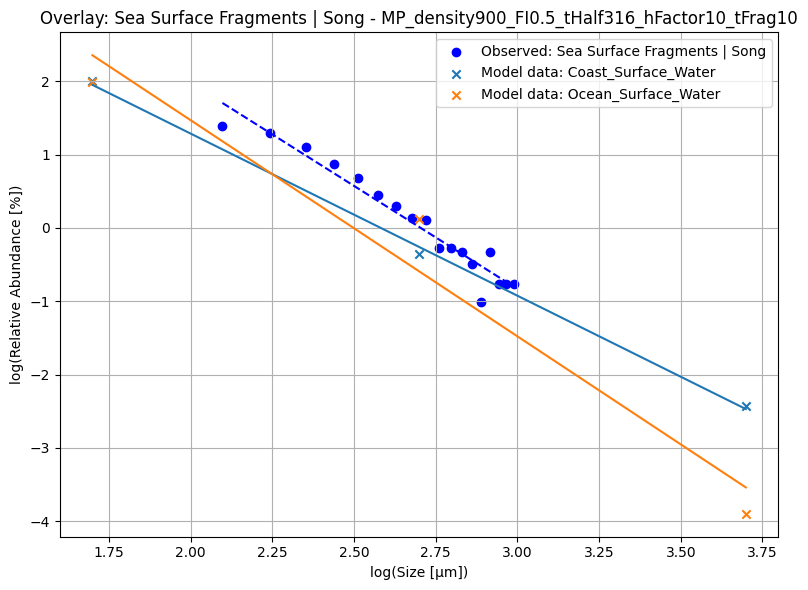 Overlay: Sea Surface Fragments | Song - MP_density900_FI0.5_tHalf316_hFactor10_tFrag10
Observed: Sea Surface Fragments | Song
Model data: Coast_Surface_Water
Model data: Ocean_Surface_Water
log(Relative Abundance [%])
2
1
0
−1
−2
−3
−4
1.75 2.00 2.25 2.50 2.75 3.00 3.25 3.50 3.75
log(Size [μm])